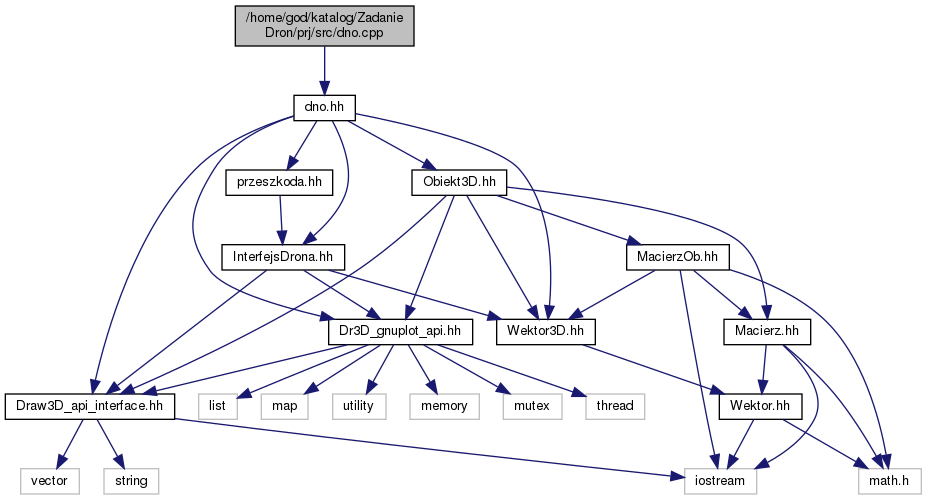 /home/god/katalog/Zadanie
Dron/prj/src/dno.cpp
dno.hh
przeszkoda.hh
Obiekt3D.hh
InterfejsDrona.hh
MacierzOb.hh
Dr3D_gnuplot_api.hh
Wektor3D.hh
Macierz.hh
Draw3D_api_interface.hh
list
map
utility
memory
mutex
thread
Wektor.hh
vector
string
iostream
math.h